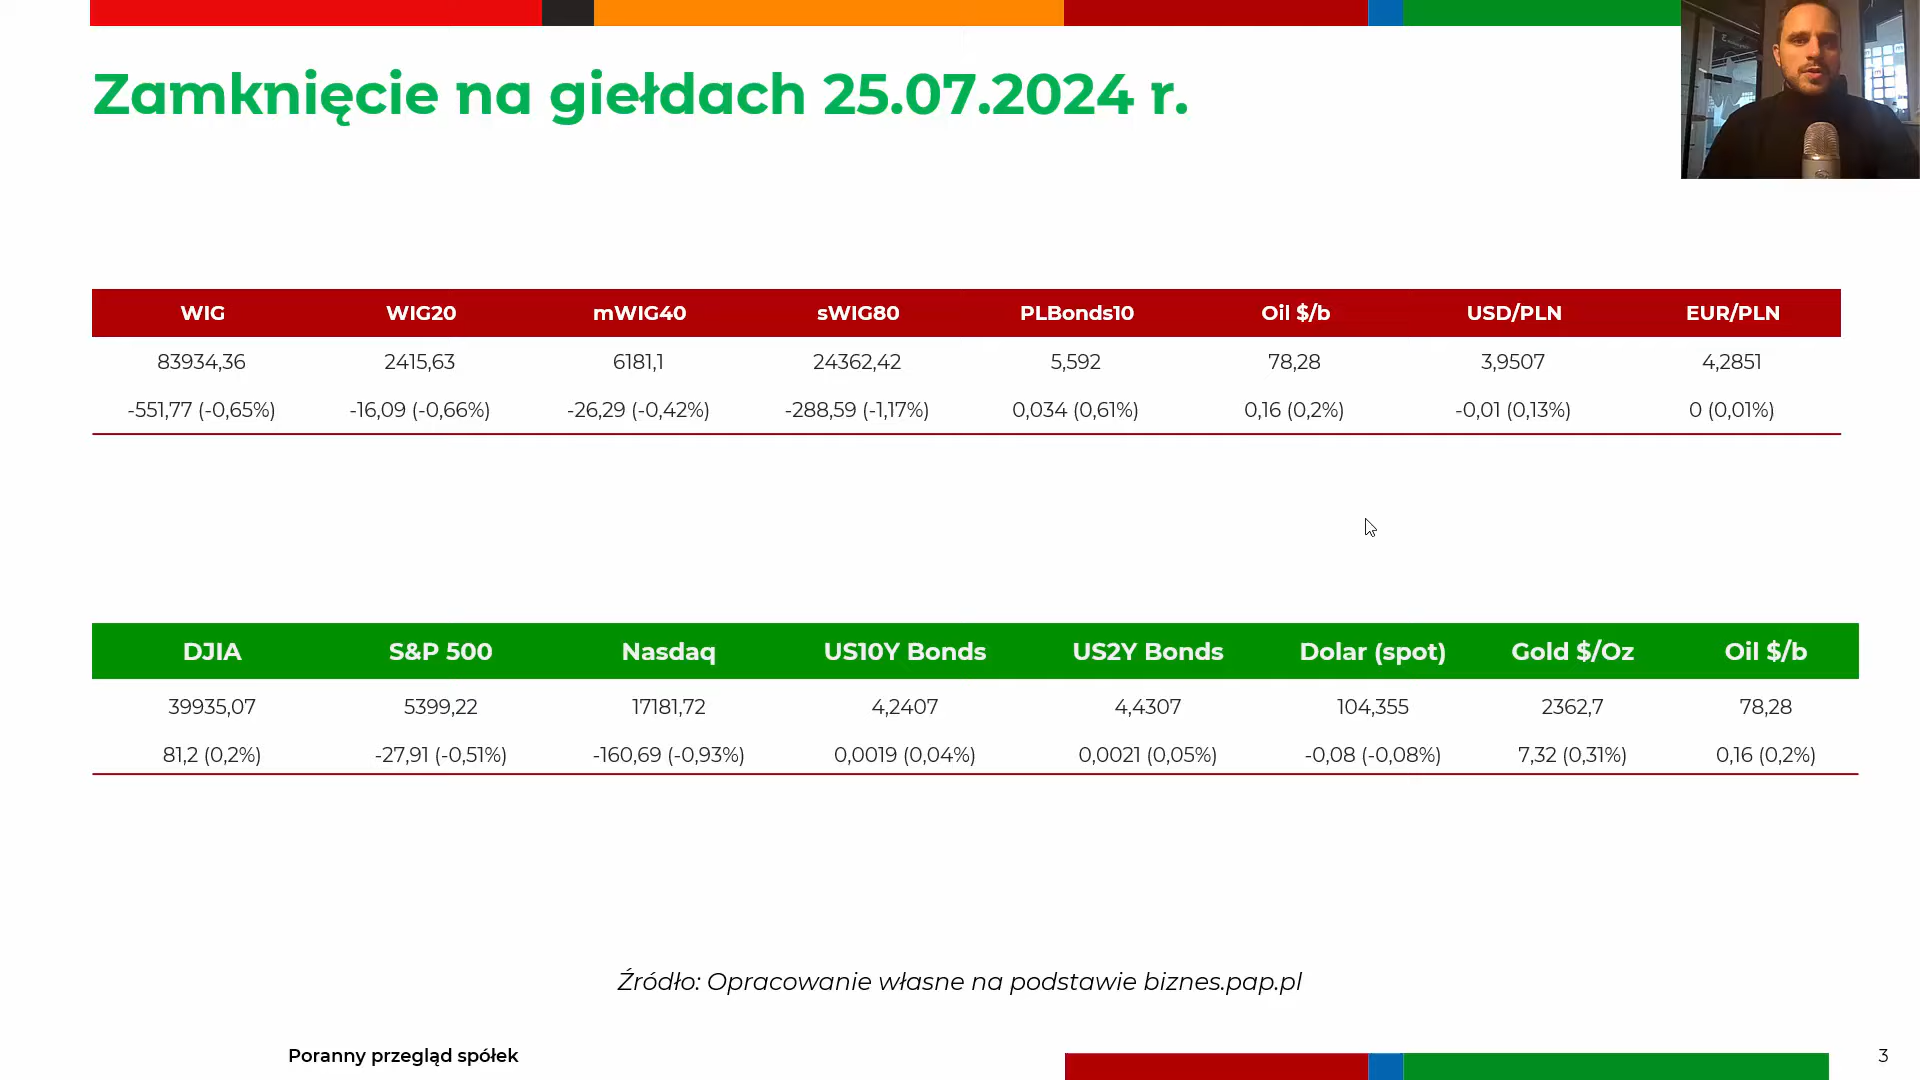 Zamknięcie na giełdach 25.07.2024 r.
WIG WIG20 mWIG40 sWIG80 PLBonds10 Oil $/b USD/PLN EUR/PLN
83934,36 2415,63 6181,1 24362,42 5,592 78,28 3,9507 4,2851
-551,77 (-0,65%) -16,09 (-0,66%) -26,29 (-0,42%) -288,59 (-1,17%) 0,034 (0,61%) 0,16 (0,2%) -0,01 (0,13%) 0 (0,01%)
DJIA S&P 500 Nasdaq US10Y Bonds US2Y Bonds Dolar (spot) Gold $/Oz Oil $/b
39935,07 5399,22 17181,72 4,2407 4,4307 104,355 2362,7 78,28
81,2 (0,2%) -27,91 (-0,51%) -160,69 (-0,93%) 0,0019 (0,04%) 0,0021 (0,05%) -0,08 (-0,08%) 7,32 (0,31%) 0,16 (0,2%)
Źródło: Opracowanie własne na podstawie biznes.pap.pl
Poranny przegląd spółek 3